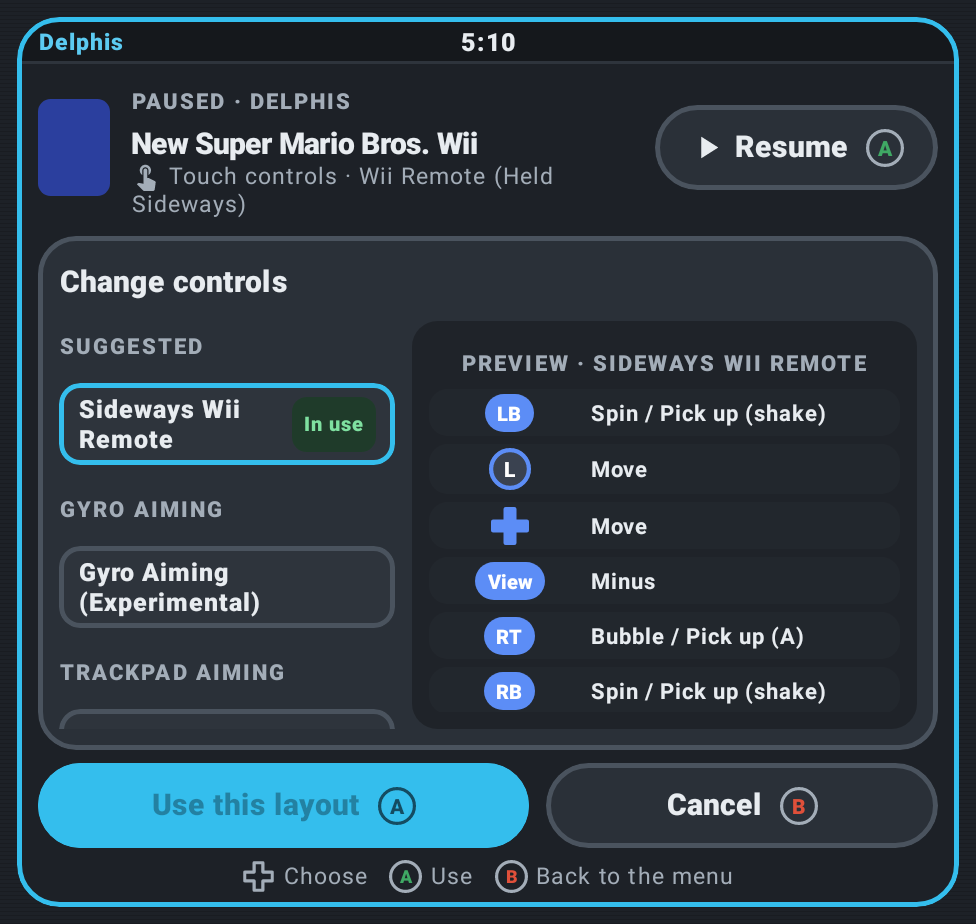 Delphis
5:10
PAUSED · DELPHIS
New Super Mario Bros. Wii
Touch controls · Wii Remote (Held
Sideways)
Resume A
Change controls
SUGGESTED
Sideways Wii
Remote
In use
GYRO AIMING
Gyro Aiming
(Experimental)
TRACKPAD AIMING
PREVIEW · SIDEWAYS WII REMOTE
LB Spin / Pick up (shake)
L Move
Move
View Minus
RT Bubble / Pick up (A)
RB Spin / Pick up (shake)
Use this layout A
Cancel B
Choose A Use B Back to the menu